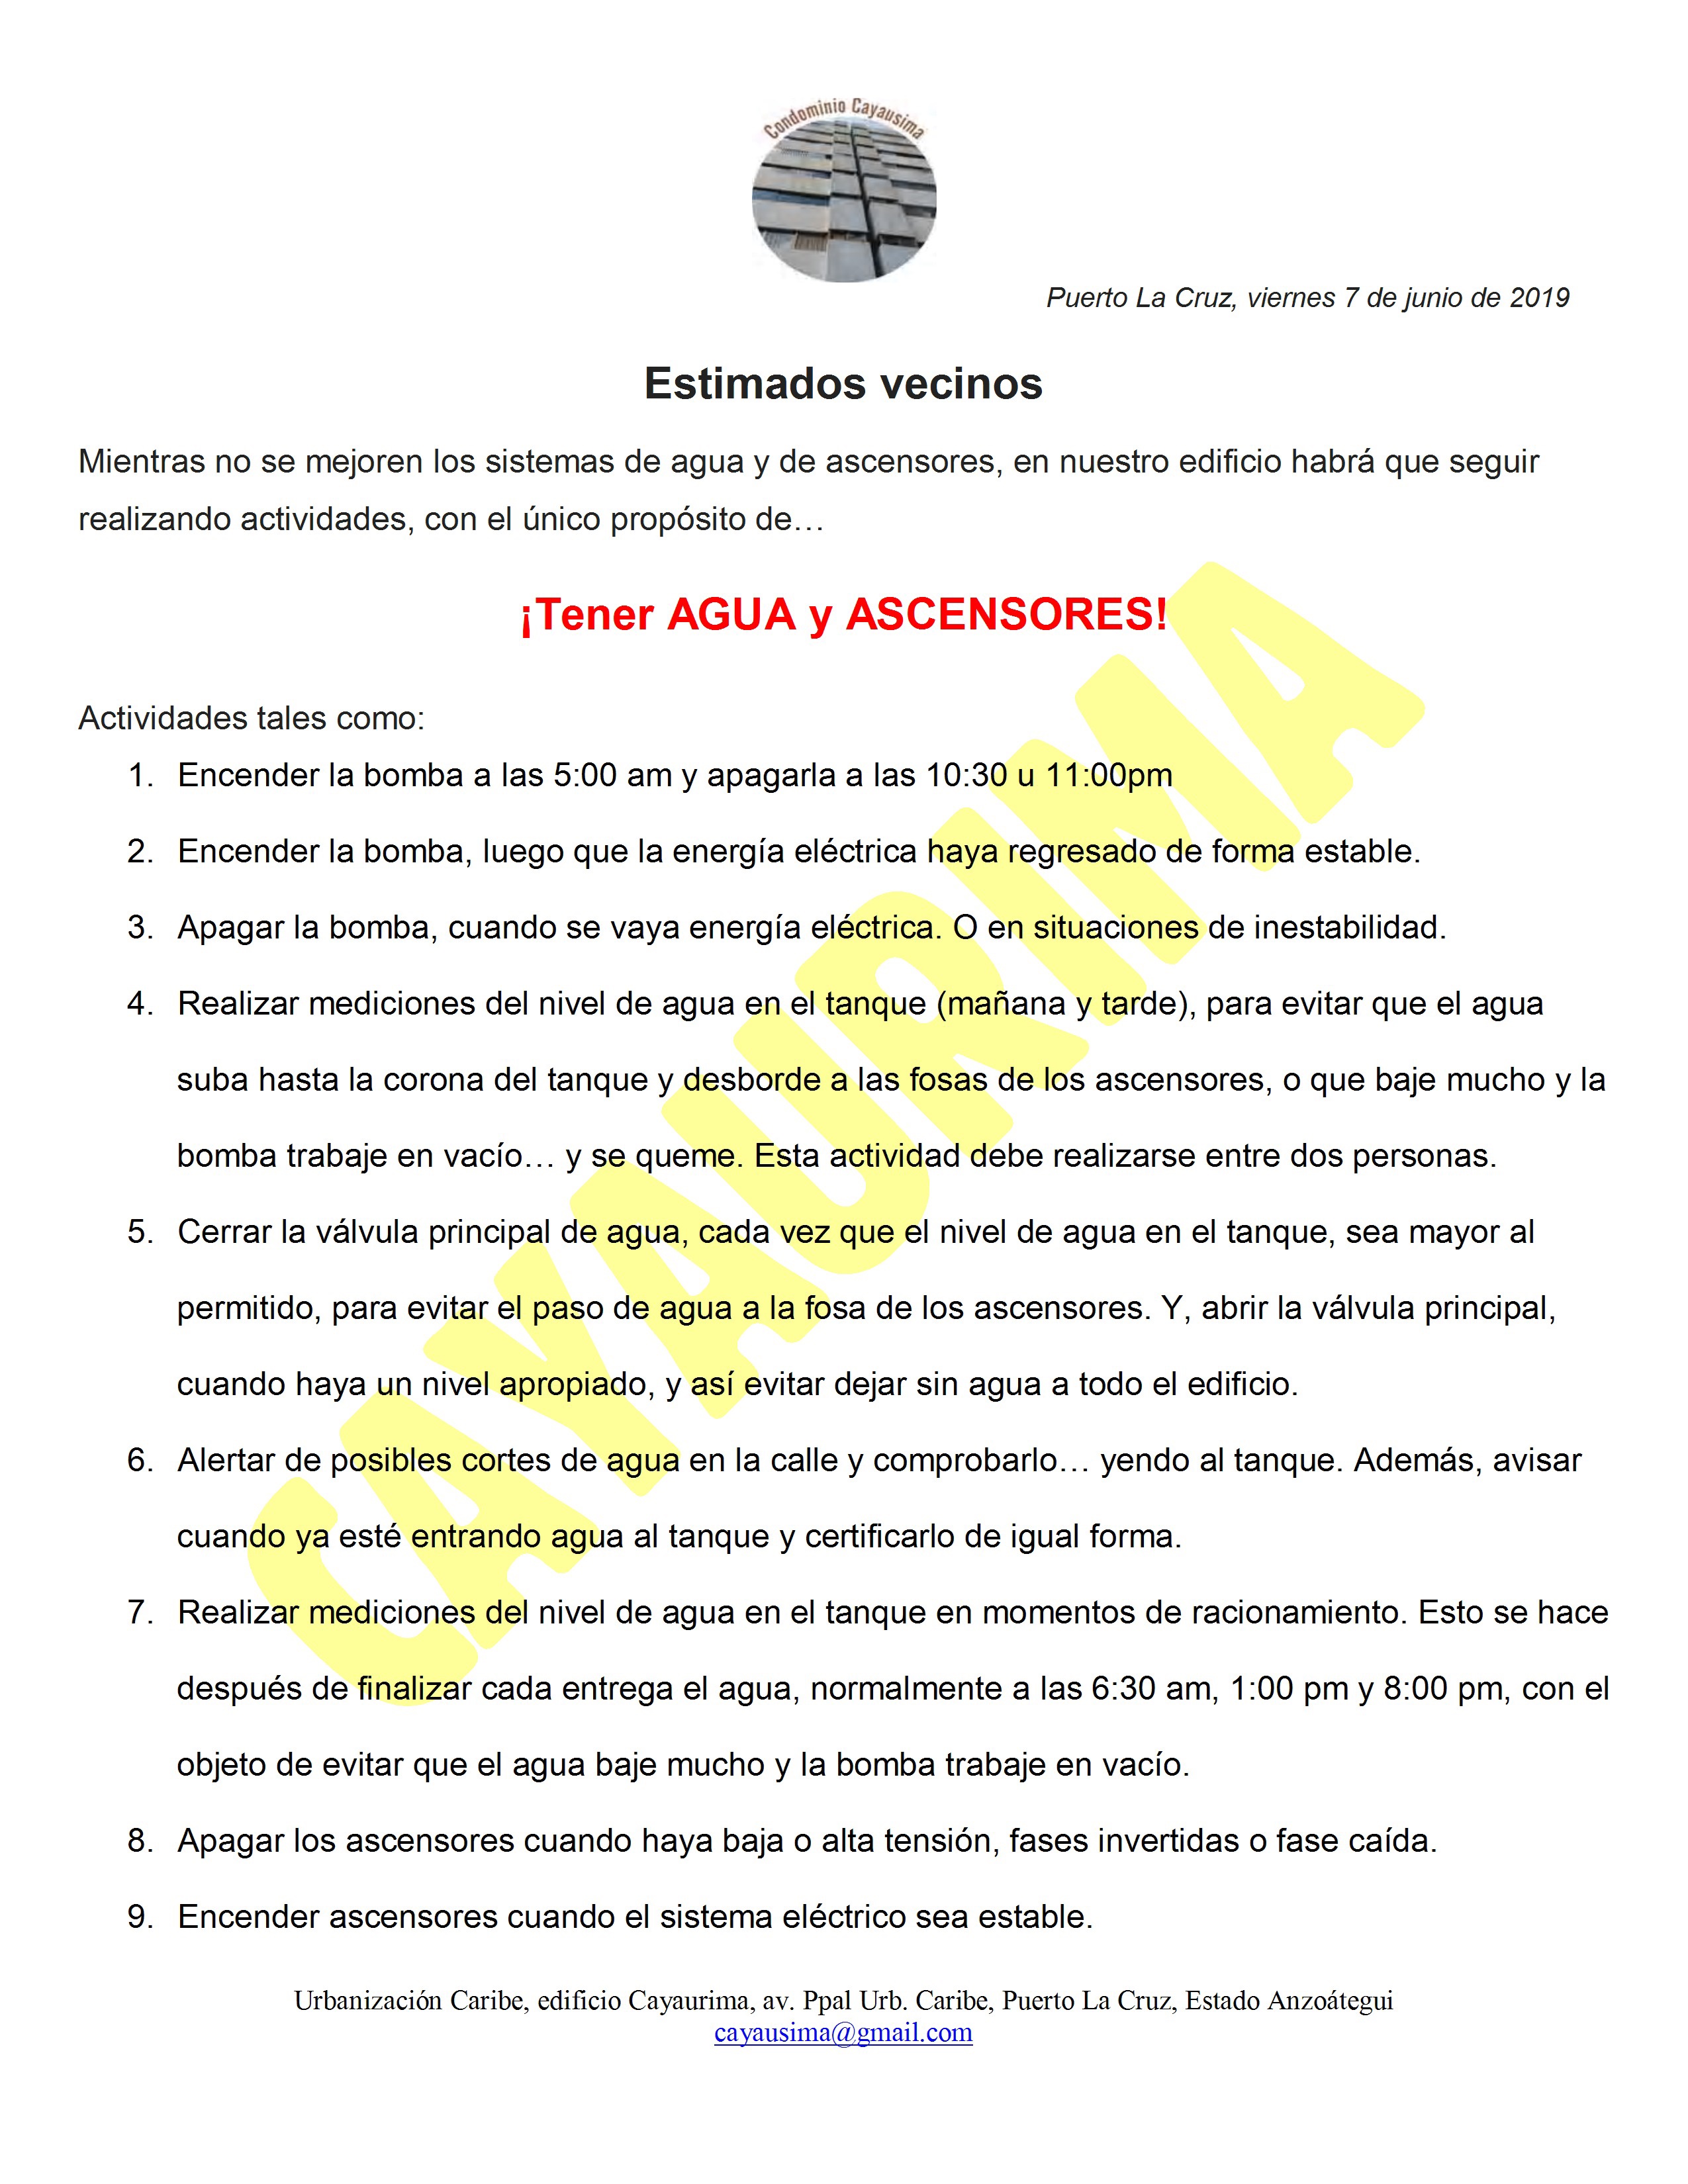 Condominio Cayausima
Puerto La Cruz, viernes 7 de junio de 2019
Estimados vecinos
Mientras no se mejoren los sistemas de agua y de ascensores, en nuestro edificio habrá que seguir
realizando actividades, con el único propósito de…
¡Tener AGUA y ASCENSORES!
Actividades tales como:
1. Encender la bomba a las 5:00 am y apagarla a las 10:30 u 11:00pm
2. Encender la bomba, luego que la energía eléctrica haya regresado de forma estable.
3. Apagar la bomba, cuando se vaya energía eléctrica. O en situaciones de inestabilidad.
4. Realizar mediciones del nivel de agua en el tanque (mañana y tarde), para evitar que el agua
suba hasta la corona del tanque y desborde a las fosas de los ascensores, o que baje mucho y la
bomba trabaje en vacío… y se queme. Esta actividad debe realizarse entre dos personas.
5. Cerrar la válvula principal de agua, cada vez que el nivel de agua en el tanque, sea mayor al
permitido, para evitar el paso de agua a la fosa de los ascensores. Y, abrir la válvula principal,
cuando haya un nivel apropiado, y así evitar dejar sin agua a todo el edificio.
6. Alertar de posibles cortes de agua en la calle y comprobarlo… yendo al tanque. Además, avisar
cuando ya esté entrando agua al tanque y certificarlo de igual forma.
7. Realizar mediciones del nivel de agua en el tanque en momentos de racionamiento. Esto se hace
después de finalizar cada entrega el agua, normalmente a las 6:30 am, 1:00 pm y 8:00 pm, con el
objeto de evitar que el agua baje mucho y la bomba trabaje en vacío.
8. Apagar los ascensores cuando haya baja o alta tensión, fases invertidas o fase caída.
9. Encender ascensores cuando el sistema eléctrico sea estable.
CAYAURIMA
Urbanización Caribe, edificio Cayaurima, av. Ppal Urb. Caribe, Puerto La Cruz, Estado Anzoátegui
cayausima@gmail.com